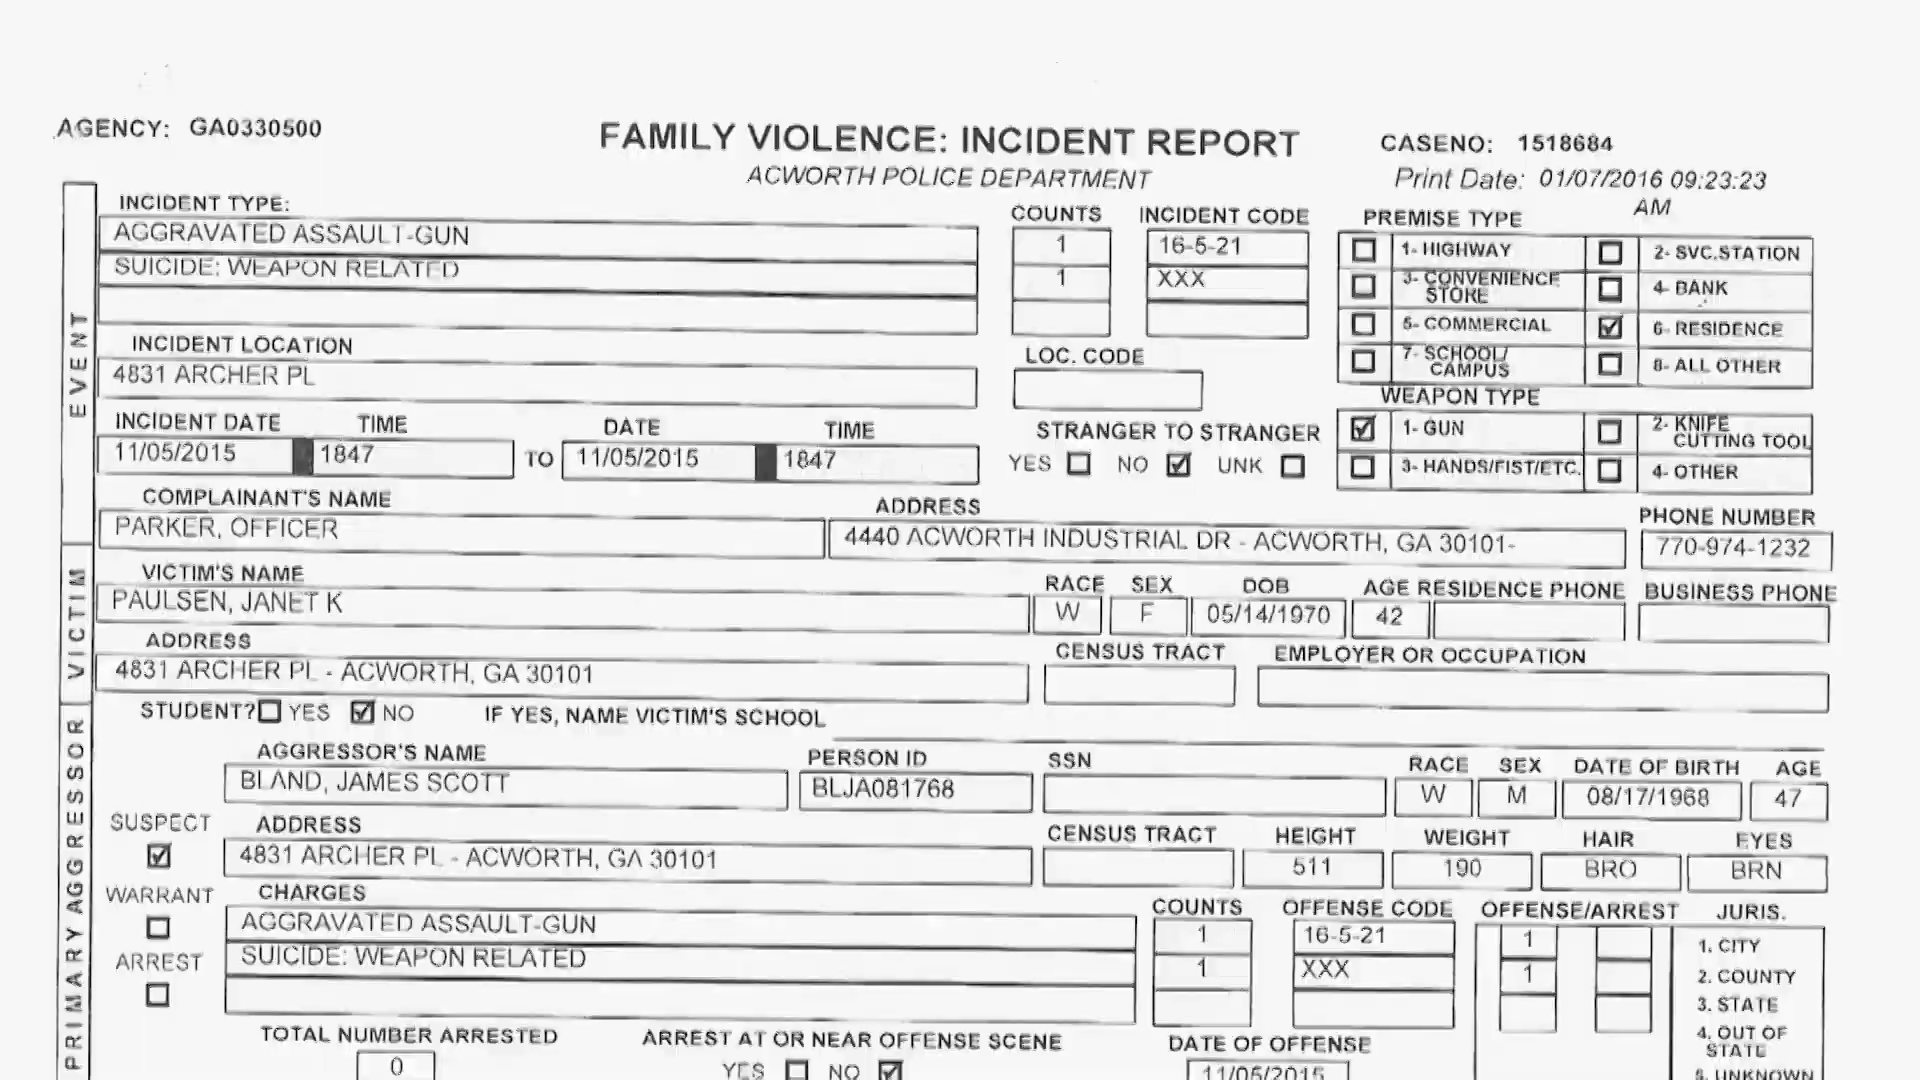 AGENCY: GA0330500
FAMILY VIOLENCE: INCIDENT REPORT
ACWORTH POLICE DEPARTMENT
CASENO: 1518684
Print Date: 01/07/2016 09:23:23
AM
EVENT
INCIDENT TYPE:
COUNTS
INCIDENT CODE
AGGRAVATED ASSAULT-GUN
1
16-5-21
SUICIDE: WEAPON RELATED
1
XXX
PREMISE TYPE
1- HIGHWAY
2- SVC.STATION
3- CONVENIENCE
STORE
4- BANK
5- COMMERCIAL
6- RESIDENCE
7- SCHOOL/
CAMPUS
8- ALL OTHER
INCIDENT LOCATION
LOC. CODE
4831 ARCHER PL
WEAPON TYPE
1- GUN
2- KNIFE
CUTTING TOOL
3- HANDS/FIST/ETC.
4- OTHER
INCIDENT DATE TIME
DATE TIME
11/05/2015 1847 TO 11/05/2015 1847
STRANGER TO STRANGER
YES NO UNK
COMPLAINANT'S NAME
ADDRESS
PHONE NUMBER
PARKER, OFFICER
4440 ACWORTH INDUSTRIAL DR - ACWORTH, GA 30101-
770-974-1232
VICTIM
VICTIM'S NAME
RACE SEX DOB AGE RESIDENCE PHONE BUSINESS PHONE
PAULSEN, JANET K
W F 05/14/1970 42
ADDRESS
CENSUS TRACT
EMPLOYER OR OCCUPATION
4831 ARCHER PL - ACWORTH, GA 30101
STUDENT? YES NO IF YES, NAME VICTIM'S SCHOOL
PRIMARY AGGRESSOR
AGGRESSOR'S NAME
PERSON ID
SSN
RACE SEX DATE OF BIRTH AGE
BLAND, JAMES SCOTT
BLJA081768
W M 08/17/1968 47
SUSPECT
ADDRESS
CENSUS TRACT
HEIGHT WEIGHT HAIR EYES
4831 ARCHER PL - ACWORTH, GA 30101
511 190 BRO BRN
WARRANT
CHARGES
COUNTS
OFFENSE CODE
OFFENSE/ARREST
JURIS.
AGGRAVATED ASSAULT-GUN
1
16-5-21
1
1. CITY
ARREST
SUICIDE: WEAPON RELATED
1
XXX
1
2. COUNTY
3. STATE
4. OUT OF
STATE
5. UNKNOWN
TOTAL NUMBER ARRESTED
ARREST AT OR NEAR OFFENSE SCENE
DATE OF OFFENSE
0
YES NO
11/05/2015